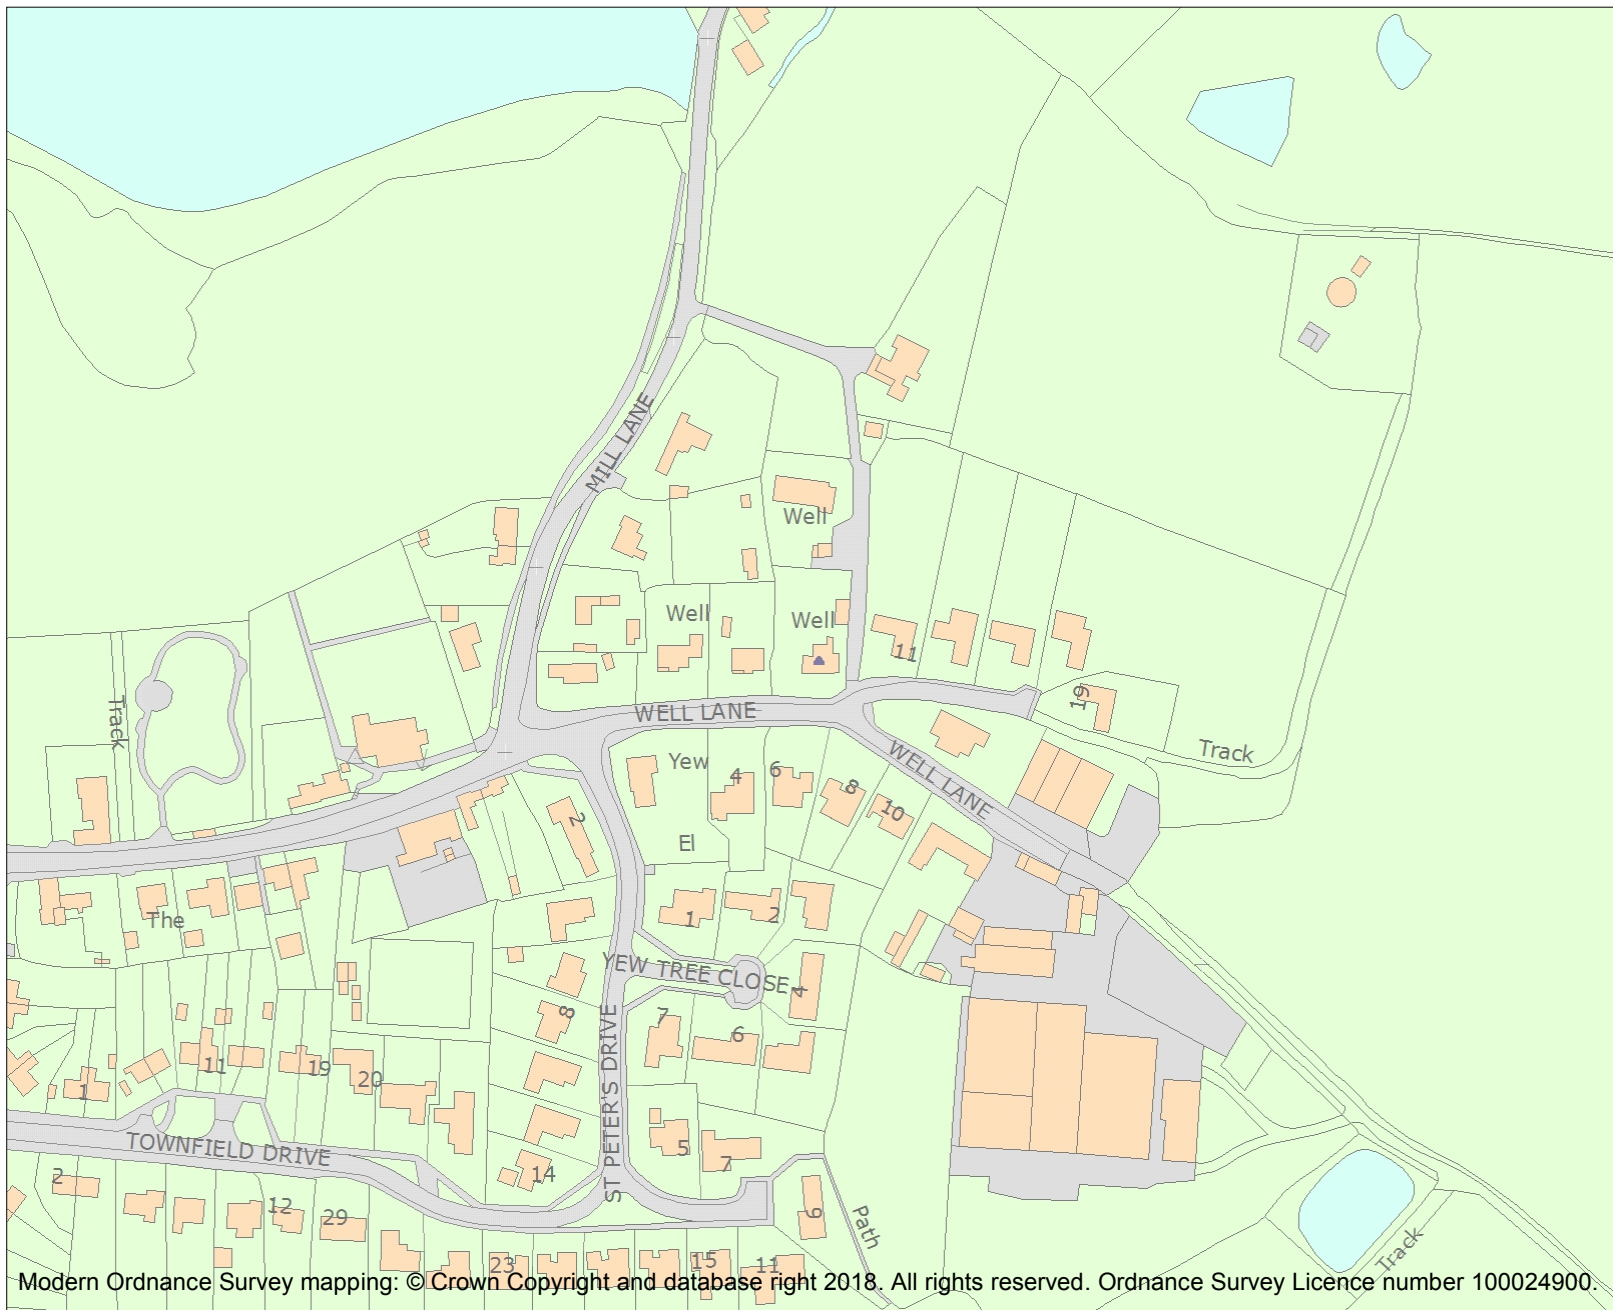 MILL LANE
Well
Well
Well
11
19
Track
WELL LANE
Track
WELL LANE
Yew
4
6
8
10
2
El
The
1
2
YEW TREE CLOSE
4
8
7
6
ST PETER'S DRIVE
11
19
20
1
TOWNFIELD DRIVE
5
7
14
2
12
29
9
Path
Track
23
15
11
Modern Ordnance Survey mapping: © Crown Copyright and database right 2018. All rights reserved. Ordnance Survey Licence number 100024900.